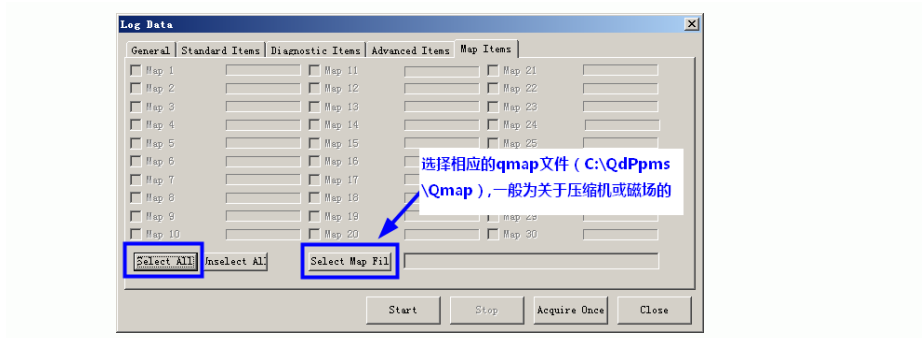 Log Data
General Standard Items Diagnostic Items Advanced Items Map Items
Map 1 Map 11 Map 21
Map 2 Map 12 Map 22
Map 3 Map 13 Map 23
Map 4 Map 14 Map 24
Map 5 Map 15 Map 25
Map 6 Map 16
Map 7 Map 17
Map 8 Map 18
Map 9 Map 19 Map 29
Map 10 Map 20 Map 30
选择相应的qmap文件（C:\QdPpms
\Qmap）,一般为关于压缩机或磁场的
Select All Unselect Al Select Map Fil
Start Stop Acquire Once Close